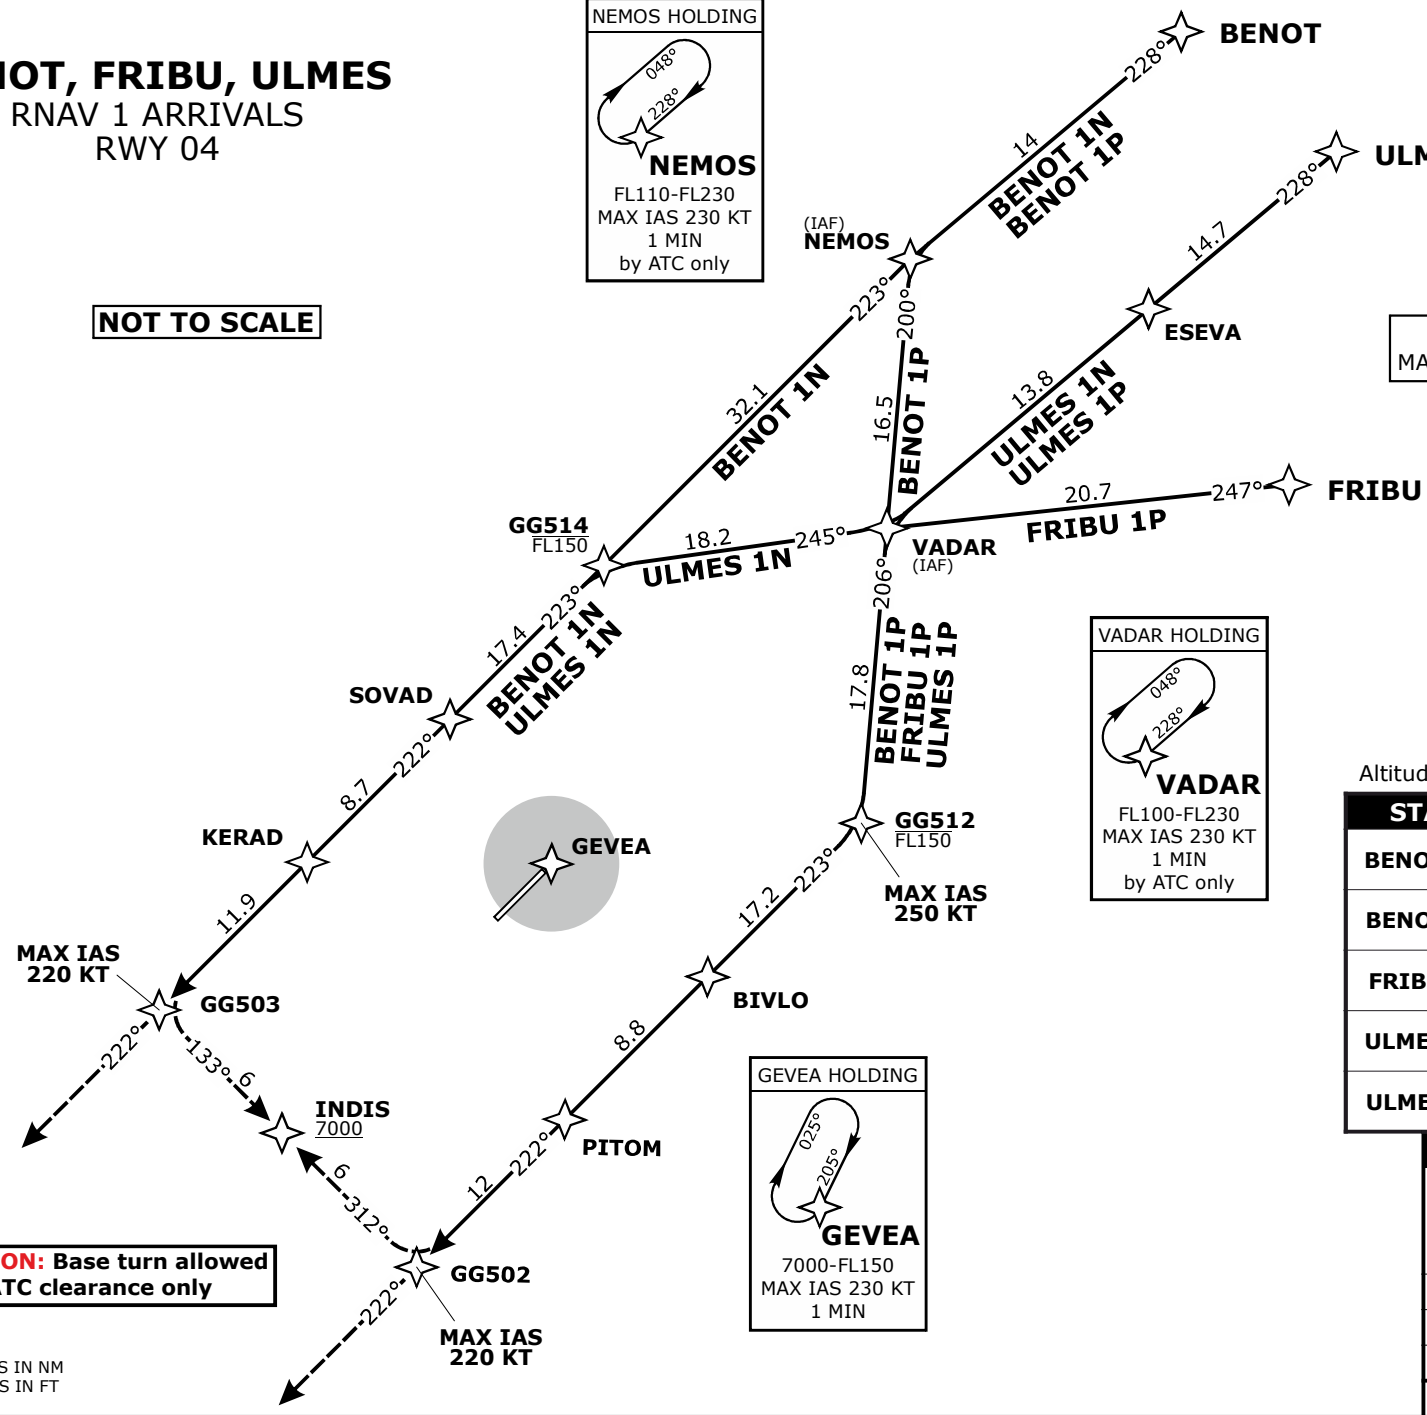 NEMOS HOLDING
048°
228°
NEMOS
FL110-FL230
MAX IAS 230 KT
1 MIN
by ATC only
OT, FRIBU, ULMES
RNAV 1 ARRIVALS
RWY 04
NOT TO SCALE
BENOT
228°
14
BENOT 1N
BENOT 1P
ULM
228°
14.7
(IAF)
NEMOS
223°
200°
ESEVA
MA
32.1
BENOT 1N
16.5
BENOT 1P
13.8
ULMES 1N
ULMES 1P
FRIBU
247°
20.7
FRIBU 1P
GG514
FL150
18.2
245°
ULMES 1N
VADAR
(IAF)
206°
223°
17.4
BENOT 1N
ULMES 1N
17.8
BENOT 1P
FRIBU 1P
ULMES 1P
VADAR HOLDING
048°
228°
VADAR
FL100-FL230
MAX IAS 230 KT
1 MIN
by ATC only
SOVAD
222°
8.7
KERAD
GEVEA
GG512
FL150
223°
MAX IAS
250 KT
Altitud
STA
BENO
BENO
FRIB
ULME
ULME
11.9
17.2
MAX IAS
220 KT
GG503
BIVLO
222°
133°
6
8.8
INDIS
7000
PITOM
222°
6
12
312°
GEVEA HOLDING
025°
205°
GEVEA
7000-FL150
MAX IAS 230 KT
1 MIN
ON: Base turn allowed
TC clearance only
GG502
222°
MAX IAS
220 KT
S IN NM
S IN FT